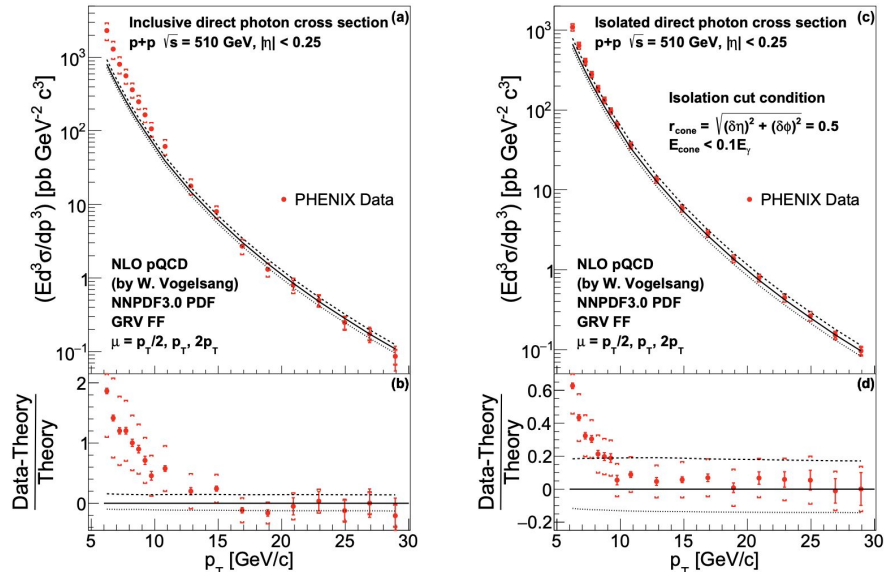 Inclusive direct photon cross section
(a)
p+p √s = 510 GeV, |η| < 0.25
PHENIX Data
NLO pQCD
(by W. Vogelsang)
NNPDF3.0 PDF
GRV FF
μ = p_T/2, p_T, 2p_T
(Ed³σ/dp³) [pb GeV⁻² c³]
10³
10²
10
1
10⁻¹
(b)
Data-Theory
Theory
2
1
0
5 10 15 20 25 30
p_T [GeV/c]
Isolated direct photon cross section
(c)
p+p √s = 510 GeV, |η| < 0.25
Isolation cut condition
r_cone = √(δη)² + (δϕ)² = 0.5
E_cone < 0.1E_γ
PHENIX Data
NLO pQCD
(by W. Vogelsang)
NNPDF3.0 PDF
GRV FF
μ = p_T/2, p_T, 2p_T
(Ed³σ/dp³) [pb GeV⁻² c³]
10³
10²
10
1
10⁻¹
(d)
Data-Theory
Theory
0.6
0.4
0.2
0
−0.2
5 10 15 20 25 30
p_T [GeV/c]